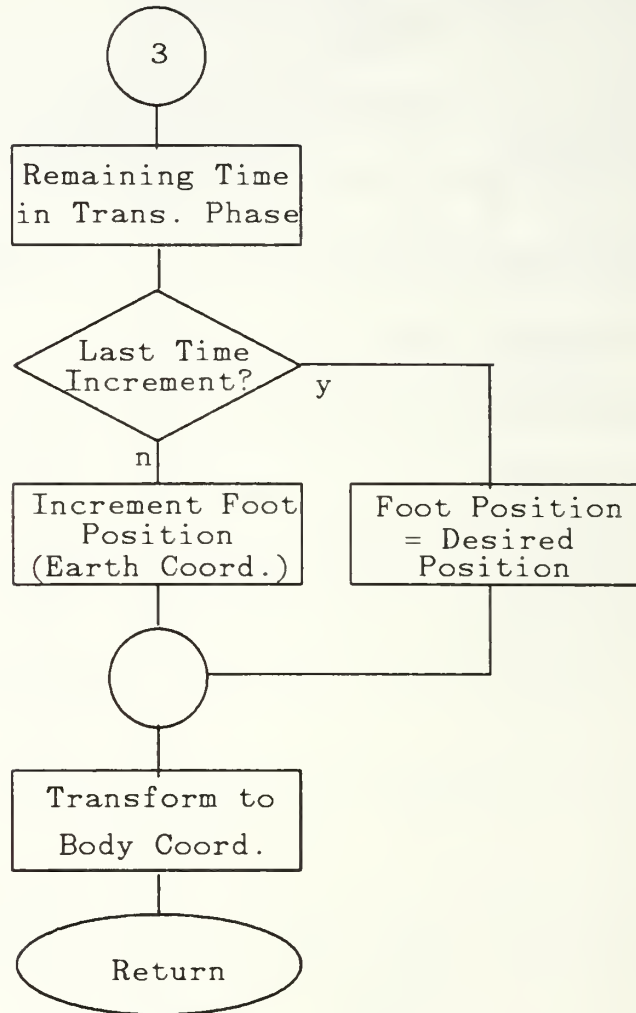 3
Remaining Time
in Trans. Phase
Last Time
Increment?
y
n
Increment Foot
Position
(Earth Coord.)
Foot Position
= Desired
Position
Transform to
Body Coord.
Return